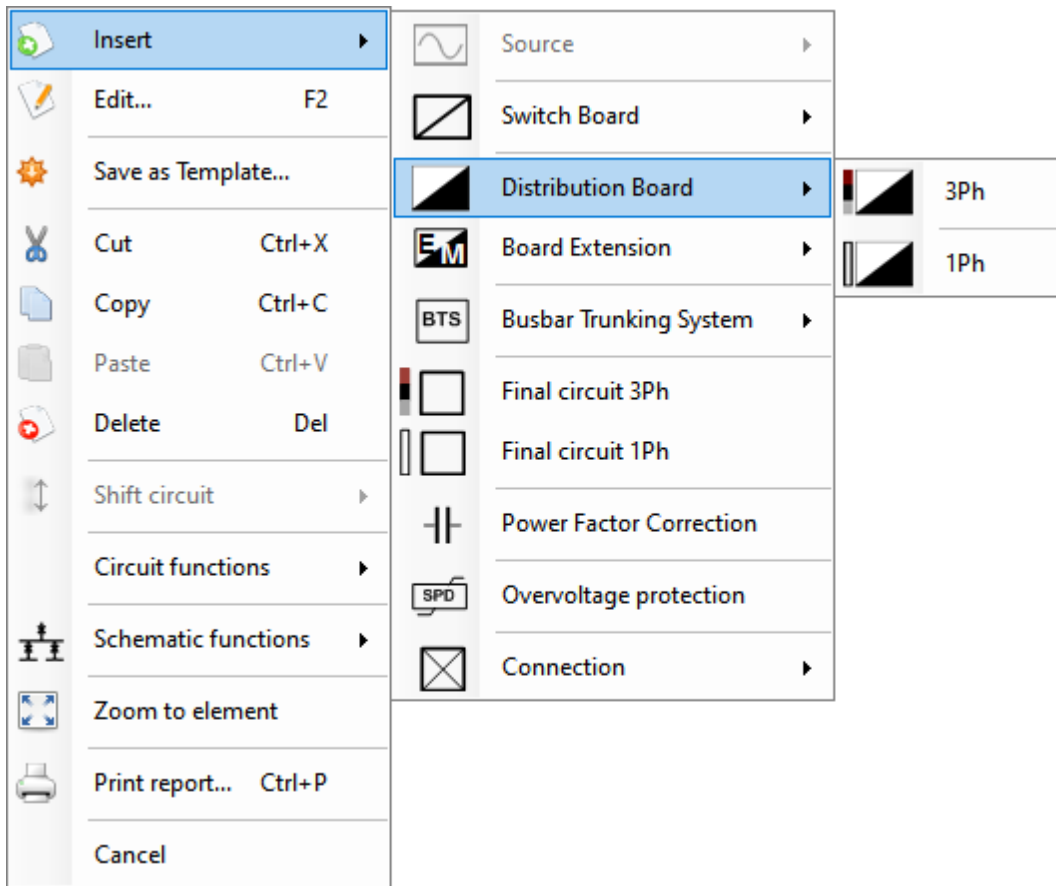 Insert
Edit... F2
Save as Template...
Cut Ctrl+X
Copy Ctrl+C
Paste Ctrl+V
Delete Del
Shift circuit
Circuit functions
Schematic functions
Zoom to element
Print report... Ctrl+P
Cancel
Source
Switch Board
Distribution Board
EM Board Extension
BTS Busbar Trunking System
Final circuit 3Ph
Final circuit 1Ph
Power Factor Correction
SPD Overvoltage protection
Connection
3Ph
1Ph